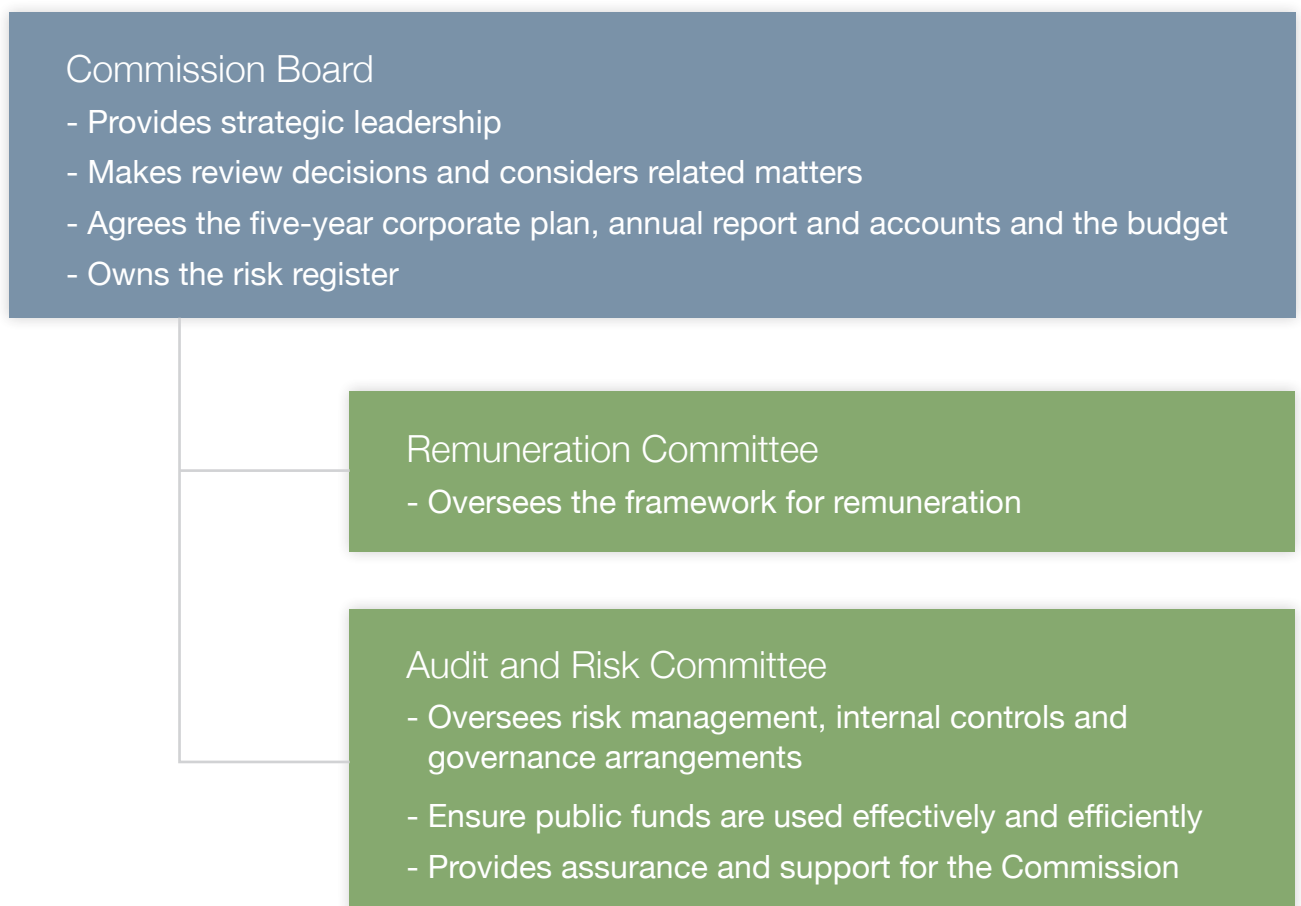 Commission Board
- Provides strategic leadership
- Makes review decisions and considers related matters
- Agrees the five-year corporate plan, annual report and accounts and the budget
- Owns the risk register
Remuneration Committee
- Oversees the framework for remuneration
Audit and Risk Committee
- Oversees risk management, internal controls and
governance arrangements
- Ensure public funds are used effectively and efficiently
- Provides assurance and support for the Commission